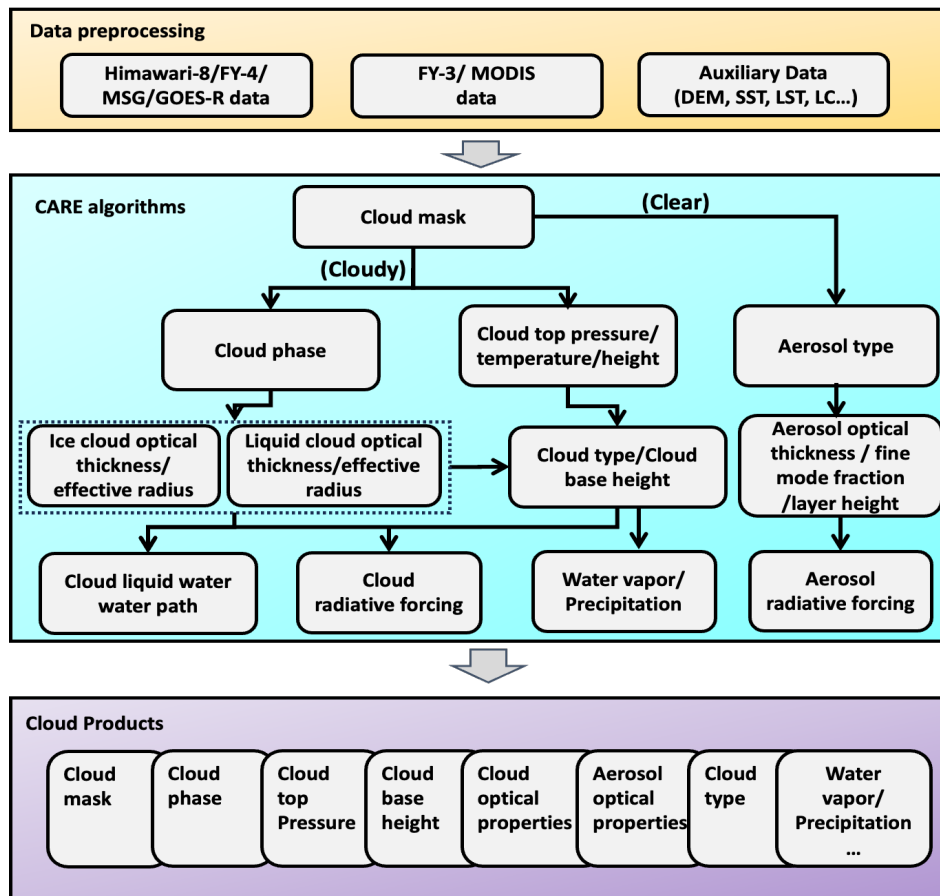 Data preprocessing
Himawari-8/FY-4/
MSG/GOES-R data
FY-3/ MODIS
data
Auxiliary Data
(DEM, SST, LST, LC...)
CARE algorithms
Cloud mask
(Clear)
(Cloudy)
Cloud phase
Cloud top pressure/
temperature/height
Aerosol type
Ice cloud optical
thickness/
effective radius
Liquid cloud optical
thickness/effective
radius
Cloud type/Cloud
base height
Aerosol optical
thickness / fine
mode fraction
/layer height
Cloud liquid water
water path
Cloud
radiative forcing
Water vapor/
Precipitation
Aerosol
radiative forcing
Cloud Products
Cloud
mask
Cloud
phase
Cloud
top
Pressure
Cloud
base
height
Cloud
optical
properties
Aerosol
optical
properties
Cloud
type
Water
vapor/
Precipitation
...